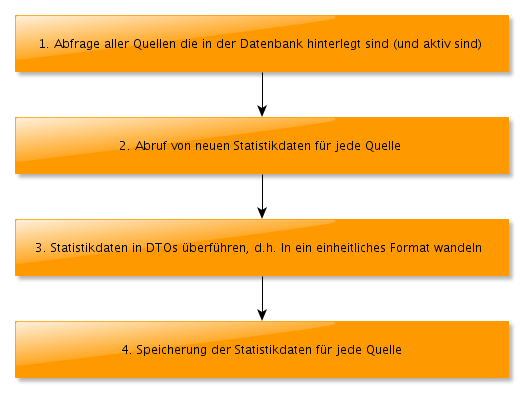 1. Abfrage aller Quellen die in der Datenbank hinterlegt sind (und aktiv sind)
2. Abruf von neuen Statistikdaten für jede Quelle
3. Statistikdaten in DTOs überführen, d.h. In ein einheitliches Format wandeln
4. Speicherung der Statistikdaten für jede Quelle